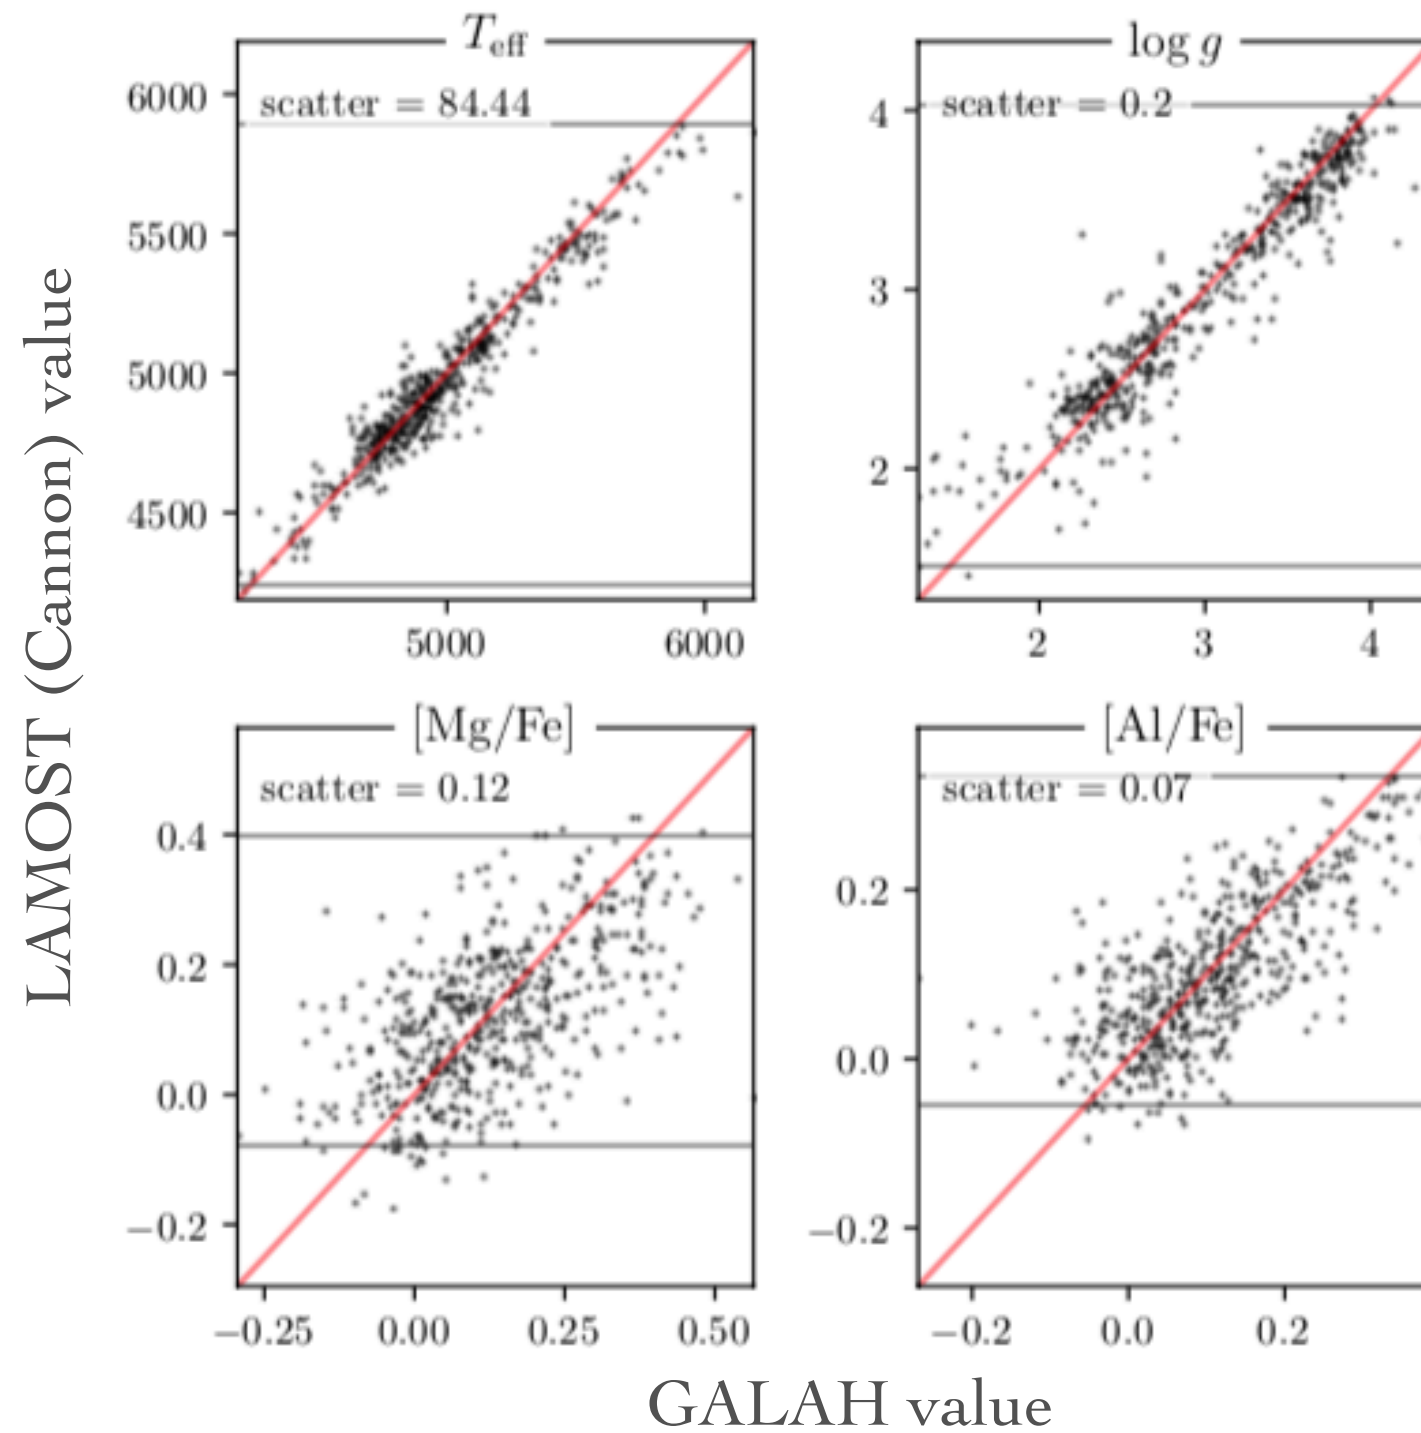 T_eff
log g
6000
scatter = 84.44
5500
5000
4500
5000
6000
4
scatter = 0.2
3
2
2
3
4
LAMOST (Cannon) value
[Mg/Fe]
[Al/Fe]
scatter = 0.12
0.4
0.2
0.0
−0.2
−0.25
0.00
0.25
0.50
scatter = 0.07
0.2
0.0
−0.2
−0.2
0.0
0.2
GALAH value